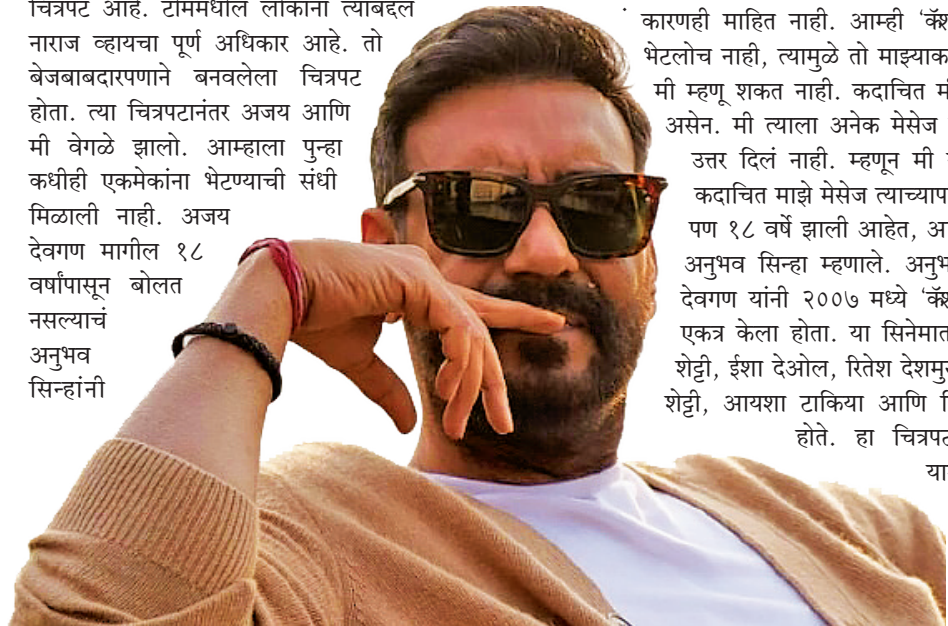 चित्रपट आहे. टीममधील लोकांना त्याबद्दल
नाराज व्हायचा पूर्ण अधिकार आहे. तो
बेजबाबदारपणाने बनवलेला चित्रपट
होता. त्या चित्रपटानंतर अजय आणि
मी वेगळे झालो. आम्हाला पुन्हा
कधीही एकमेकांना भेटण्याची संधी
मिळाली नाही. अजय
देवगण मागील १८
वर्षांपासून बोलत
नसल्याचं
अनुभव
सिन्हांनी
कारणही माहित नाही. आम्ही
भेटलोच नाही, त्यामुळे तो
मी म्हणू शकत नाही. कदाचित
असेन. मी त्याला अनेक मेसेज
उत्तर दिलं नाही. म्हणून मी
कदाचित माझे मेसेज
पण १८ वर्षे झाली आहेत,
अनुभव सिन्हा म्हणाले.
देवगण यांनी २००७ मध्ये
एकत्र केला होता. या
शेट्टी, ईशा देओल, रितेश
शेट्टी, आयशा टाकिया आणि
होते. हा